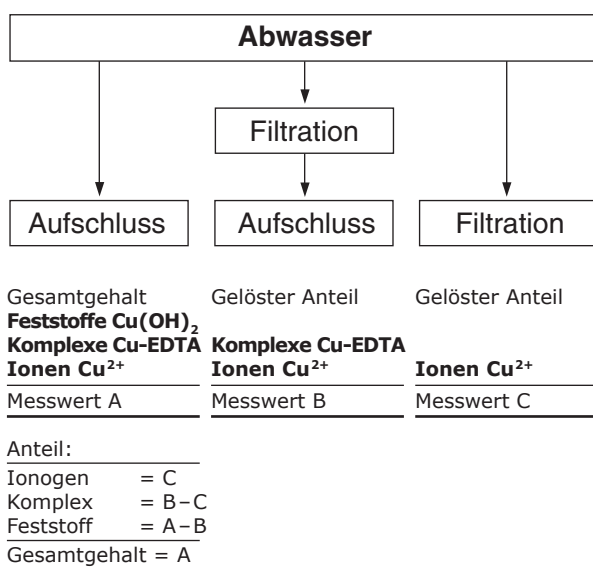 Abwasser
Filtration
Aufschluss Aufschluss Filtration
Gesamtgehalt Gelöster Anteil Gelöster Anteil
Feststoffe Cu(OH)₂
Komplexe Cu-EDTA Komplexe Cu-EDTA
Ionen Cu²⁺ Ionen Cu²⁺ Ionen Cu²⁺
Messwert A Messwert B Messwert C
Anteil:
Ionogen = C
Komplex = B–C
Feststoff = A–B
Gesamtgehalt = A